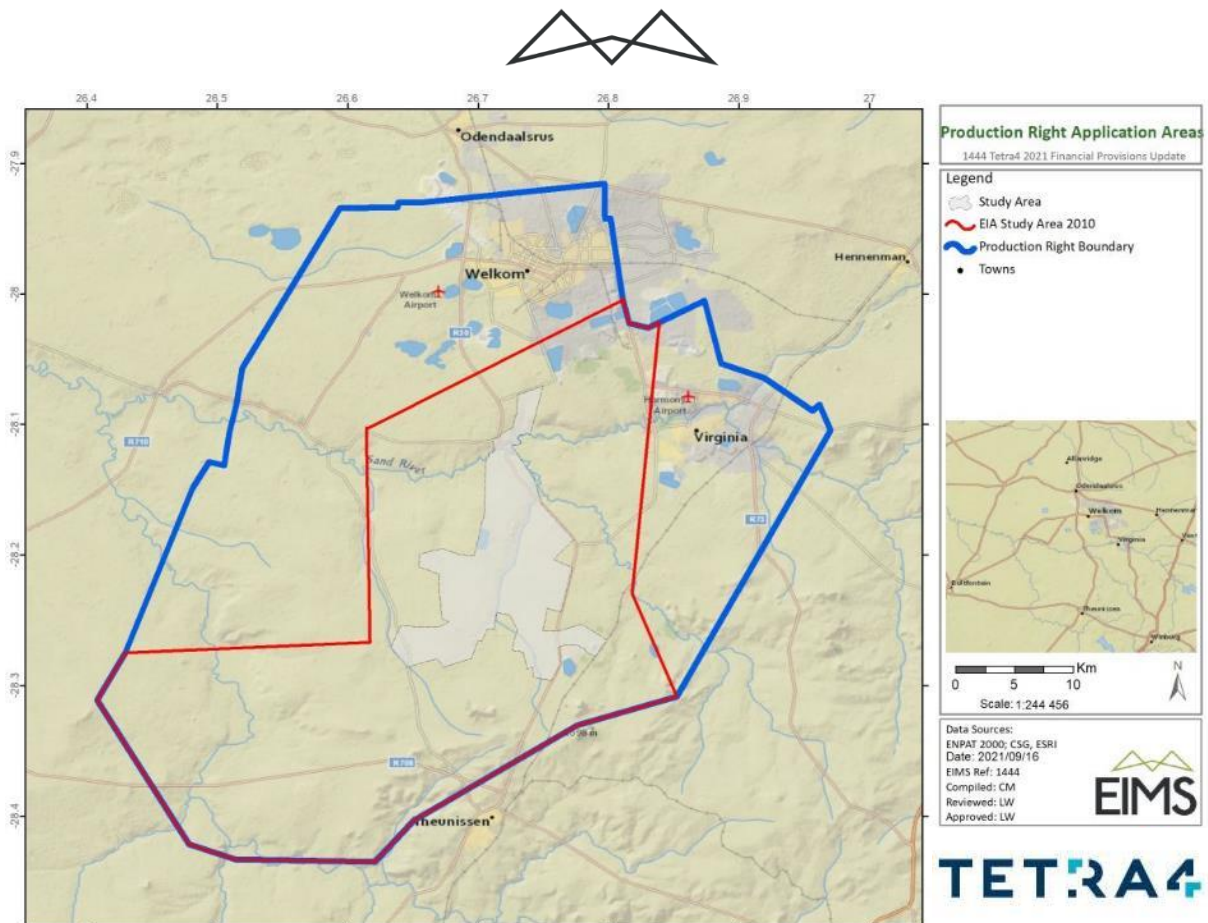 26.4
26.5
26.6
26.7
26.8
26.9
27
-27.9
-28
-28.1
-28.2
-28.3
-28.4
Odendaalsrus
Hennenman
Welkom
Welkom
Airport
R30
Harmony
Airport
R710
Virginia
Sand River
R73
R708
Theunissen
Production Right Application Areas
1444 Tetra4 2021 Financial Provisions Update
Legend
Study Area
EIA Study Area 2010
Production Right Boundary
Towns
Allanridge
Odendaalsrus
Welkom
Hennenman
Virginia
Bultfontein
Theunissen
Winburg
Km
0 5 10
N
Scale: 1:244 456
Data Sources:
ENPAT 2000; CSG, ESRI
Date: 2021/09/16
EIMS Ref: 1444
Compiled: CM
Reviewed: LW
Approved: LW
EIMS
TETRA4